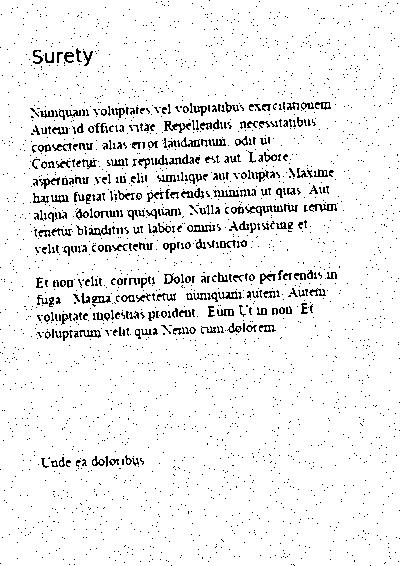 Surety
Numquam voluptates vel voluptatibus exercitationem
Autem id officia vitae. Repellendus necessitatibus
consectetur, alias error laudantium, odit ut
Consectetur, sunt repudiandae est aut. Labore,
aspernatur vel in elit, similique aut voluptas. Maxime
harum fugiat libero perferendis minima ut quas. Aut
aliqua, dolorum quisquam. Nulla consequuntur rerum
tenetur blanditiis ut labore omnis. Adipisicing et
velit quia consectetur, optio distinctio
Et non velit, corrupti. Dolor architecto perferendis in
fuga. Magna consectetur, numquam autem. Autem
voluptate molestias proident. Eum Ut in non. Et
voluptatum velit quia Nemo cum dolorem
Unde ea doloribus